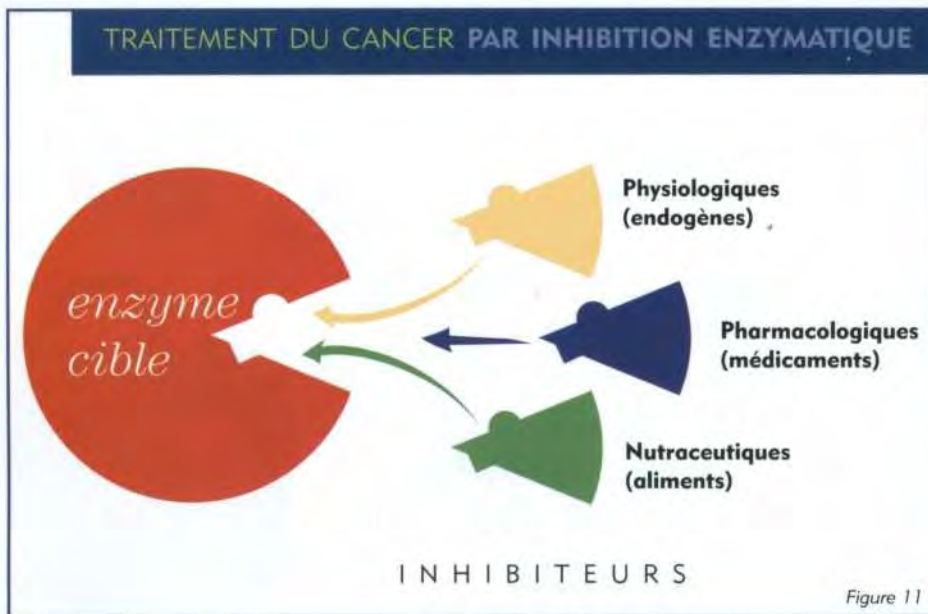 TRAITEMENT DU CANCER PAR INHIBITION ENZYMATIQUE
enzyme
cible
Physiologiques
(endogènes)
Pharmacologiques
(médicaments)
Nutraceutiques
(aliments)
INHIBITEURS
Figure 11